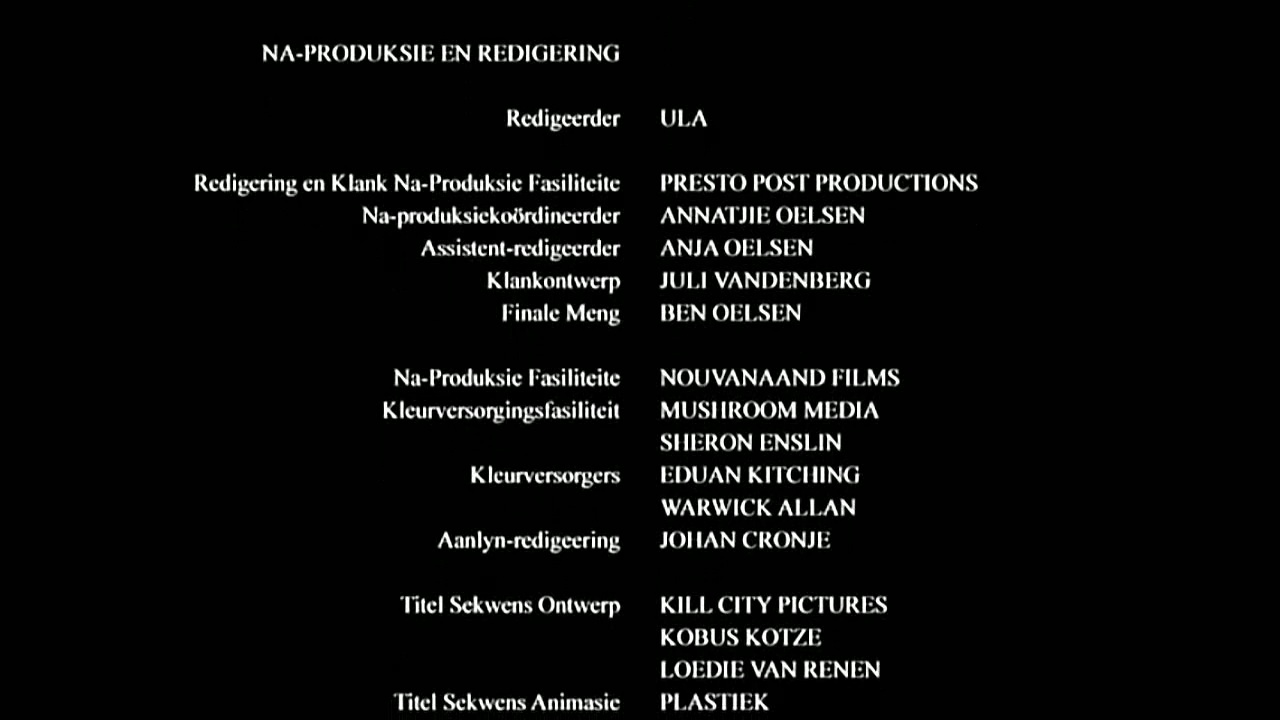 NA-PRODUKSIE EN REDIGERING
Redigeerder ULA
Redigering en Klank Na-Produksie Fasiliteite PRESTO POST PRODUCTIONS
Na-produksiekoördineerder ANNATJIE OELSEN
Assistent-redigeerder ANJA OELSEN
Klankontwerp JULI VANDENBERG
Finale Meng BEN OELSEN
Na-Produksie Fasiliteite NOUVANAAND FILMS
Kleurversorgingsfasiliteit MUSHROOM MEDIA
SHERON ENSLIN
Kleurversorgers EDUAN KITCHING
WARWICK ALLAN
Aanlyn-redigeering JOHAN CRONJE
Titel Sekwens Ontwerp KILL CITY PICTURES
KOBUS KOTZE
LOEDIE VAN RENEN
Titel Sekwens Animasie PLASTIEK